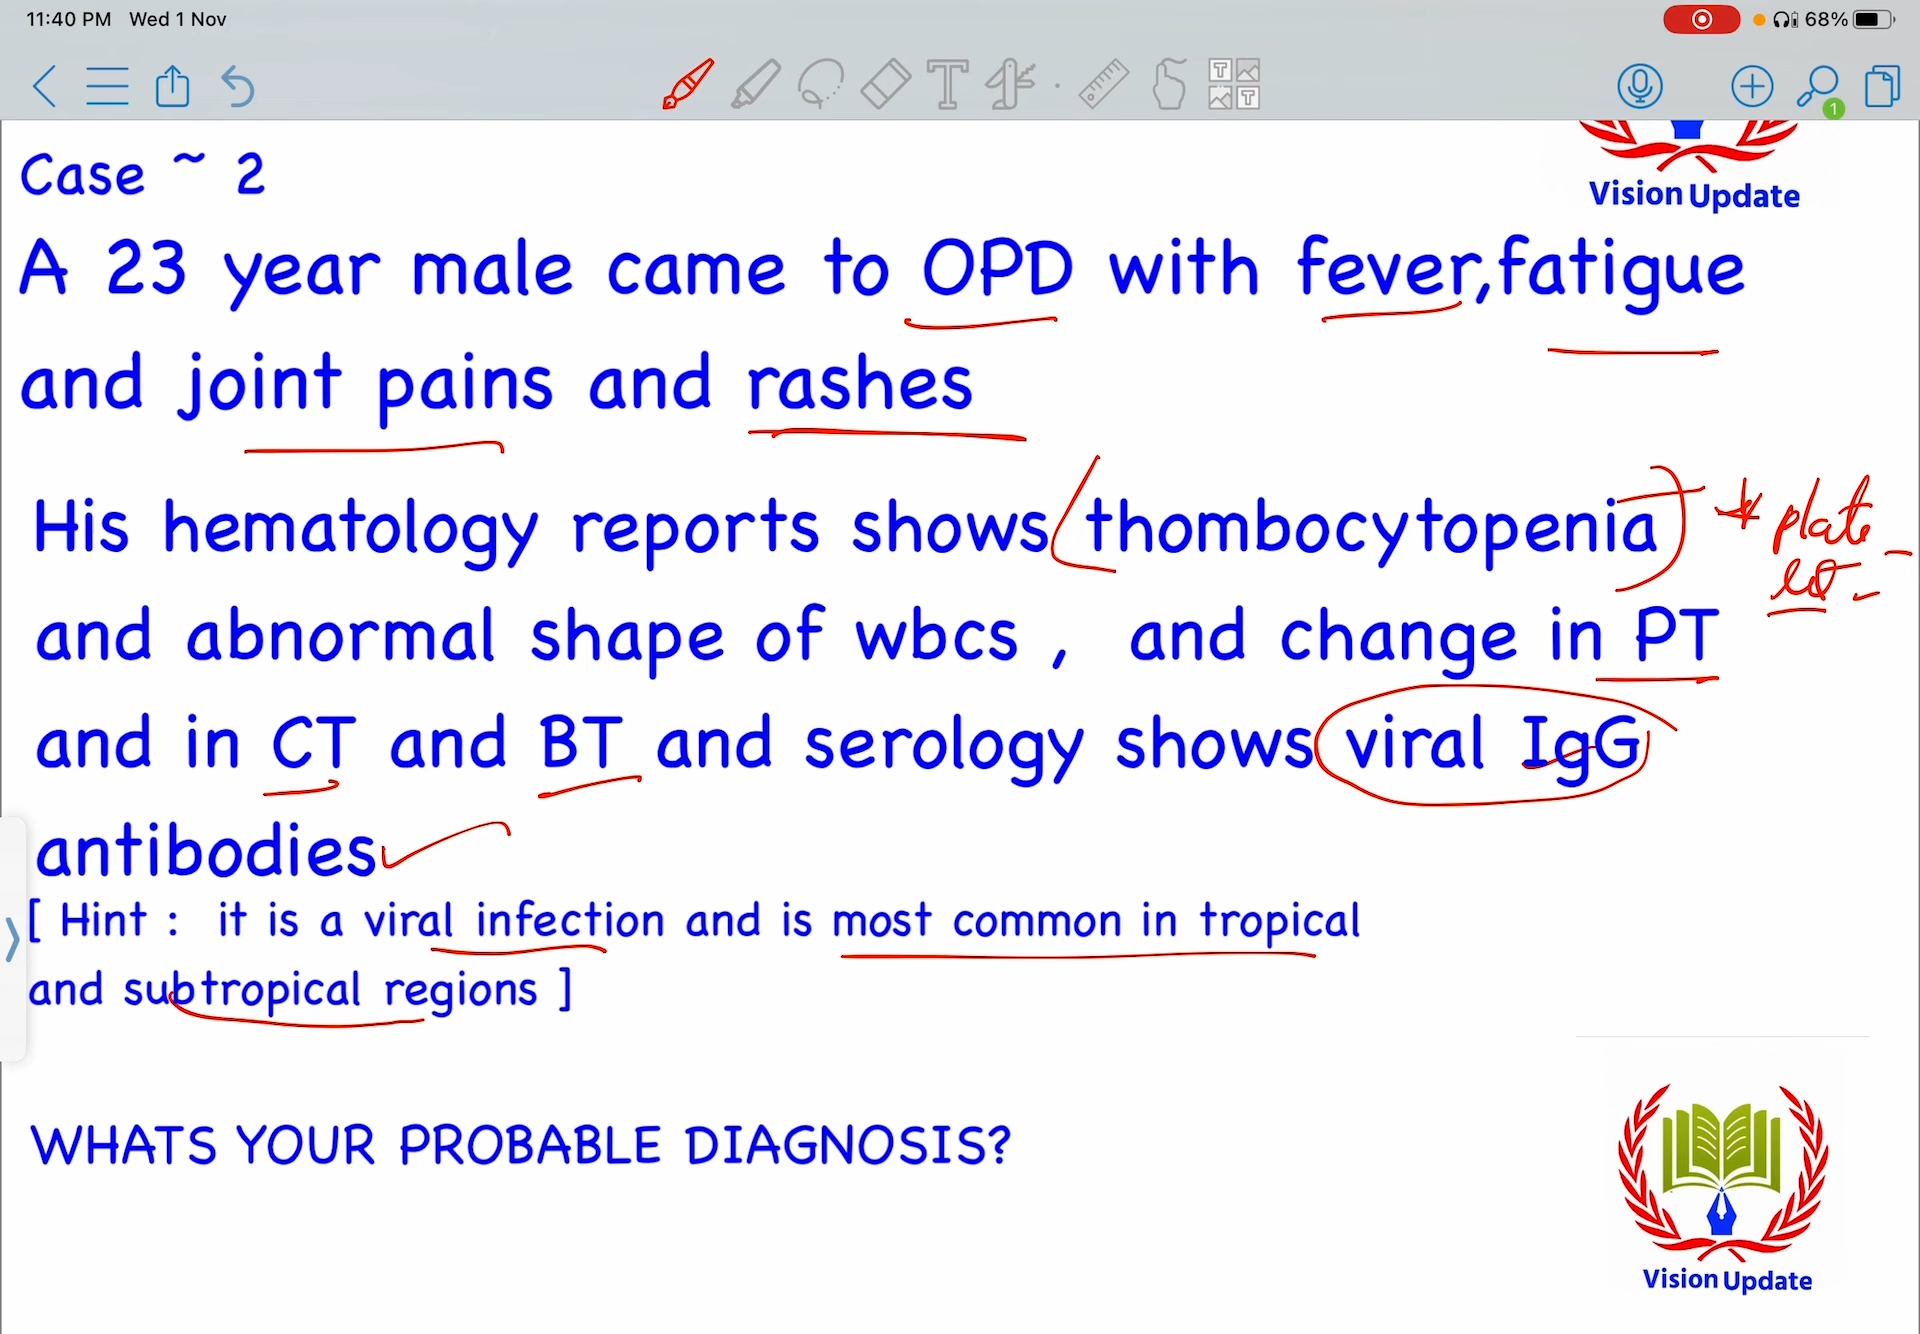 11:40 PM Wed 1 Nov
68%
1
Case ~ 2
Vision Update
A 23 year male came to OPD with fever,fatigue
and joint pains and rashes
His hematology reports shows thombocytopenia
plate
let
and abnormal shape of wbcs , and change in PT
and in CT and BT and serology shows viral IgG
antibodies
[ Hint : it is a viral infection and is most common in tropical
and subtropical regions ]
WHATS YOUR PROBABLE DIAGNOSIS?
Vision Update